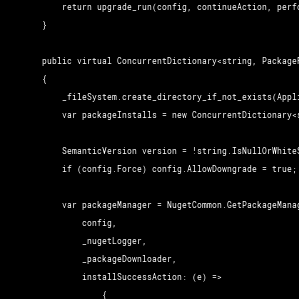 return upgrade_run(config, continueAction, perfo
}
public virtual ConcurrentDictionary<string, PackageR
{
_fileSystem.create_directory_if_not_exists(Appli
var packageInstalls = new ConcurrentDictionary<s
SemanticVersion version = !string.IsNullOrWhiteS
if (config.Force) config.AllowDowngrade = true;
var packageManager = NugetCommon.GetPackageManag
config,
_nugetLogger,
_packageDownloader,
installSuccessAction: (e) =>
{